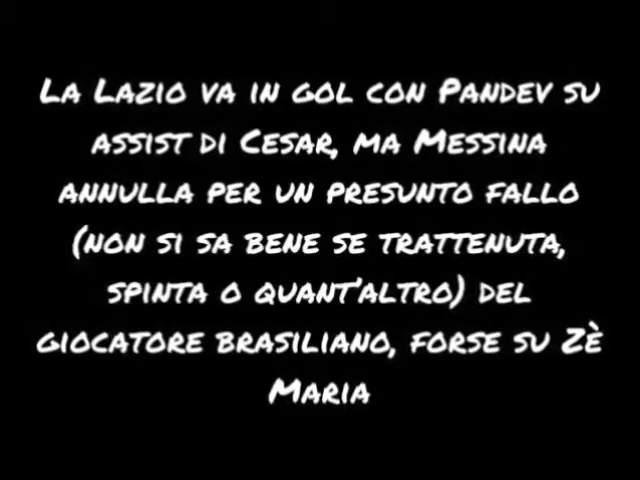 La Lazio va in gol con Pandev su
assist di Cesar, ma Messina
annulla per un presunto fallo
(non si sa bene se trattenuta,
spinta o quant'altro) del
giocatore brasiliano, forse su Zè
Maria